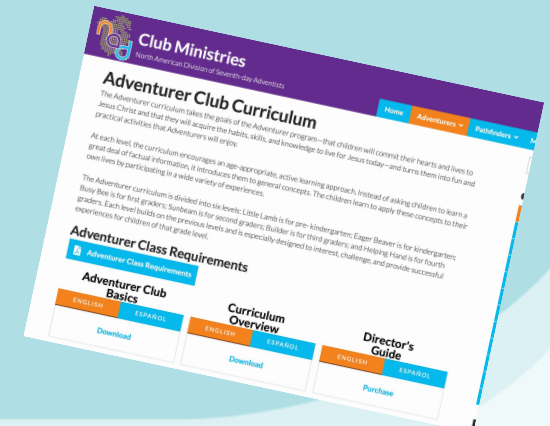 nad
Club Ministries
North American Division of Seventh-day Adventists
Home
Adventurers
Pathfinders
Adventurer Club Curriculum
The Adventurer curriculum takes the goals of the Adventurer program—that children will commit their hearts and lives to
Jesus Christ and that they will acquire the habits, skills, and knowledge to live for Jesus today—and turns them into fun and
practical activities that Adventurers will enjoy.
At each level, the curriculum encourages an age-appropriate, active learning approach. Instead of asking children to learn a
great deal of factual information, it introduces them to general concepts. The children learn to apply these concepts to their
own lives by participating in a wide variety of experiences.
The Adventurer curriculum is divided into six levels: Little Lamb is for pre- kindergarten; Eager Beaver is for kindergarten;
Busy Bee is for first graders; Sunbeam is for second graders; Builder is for third graders; and Helping Hand is for fourth
graders. Each level builds on the previous levels and is especially designed to interest, challenge, and provide successful
experiences for children of that grade level.
Adventurer Class Requirements
Adventurer Class Requirements
Adventurer Club
Basics
ENGLISH
ESPAÑOL
Download
Curriculum
Overview
ENGLISH
ESPAÑOL
Download
Director's
Guide
ENGLISH
ESPAÑOL
Purchase